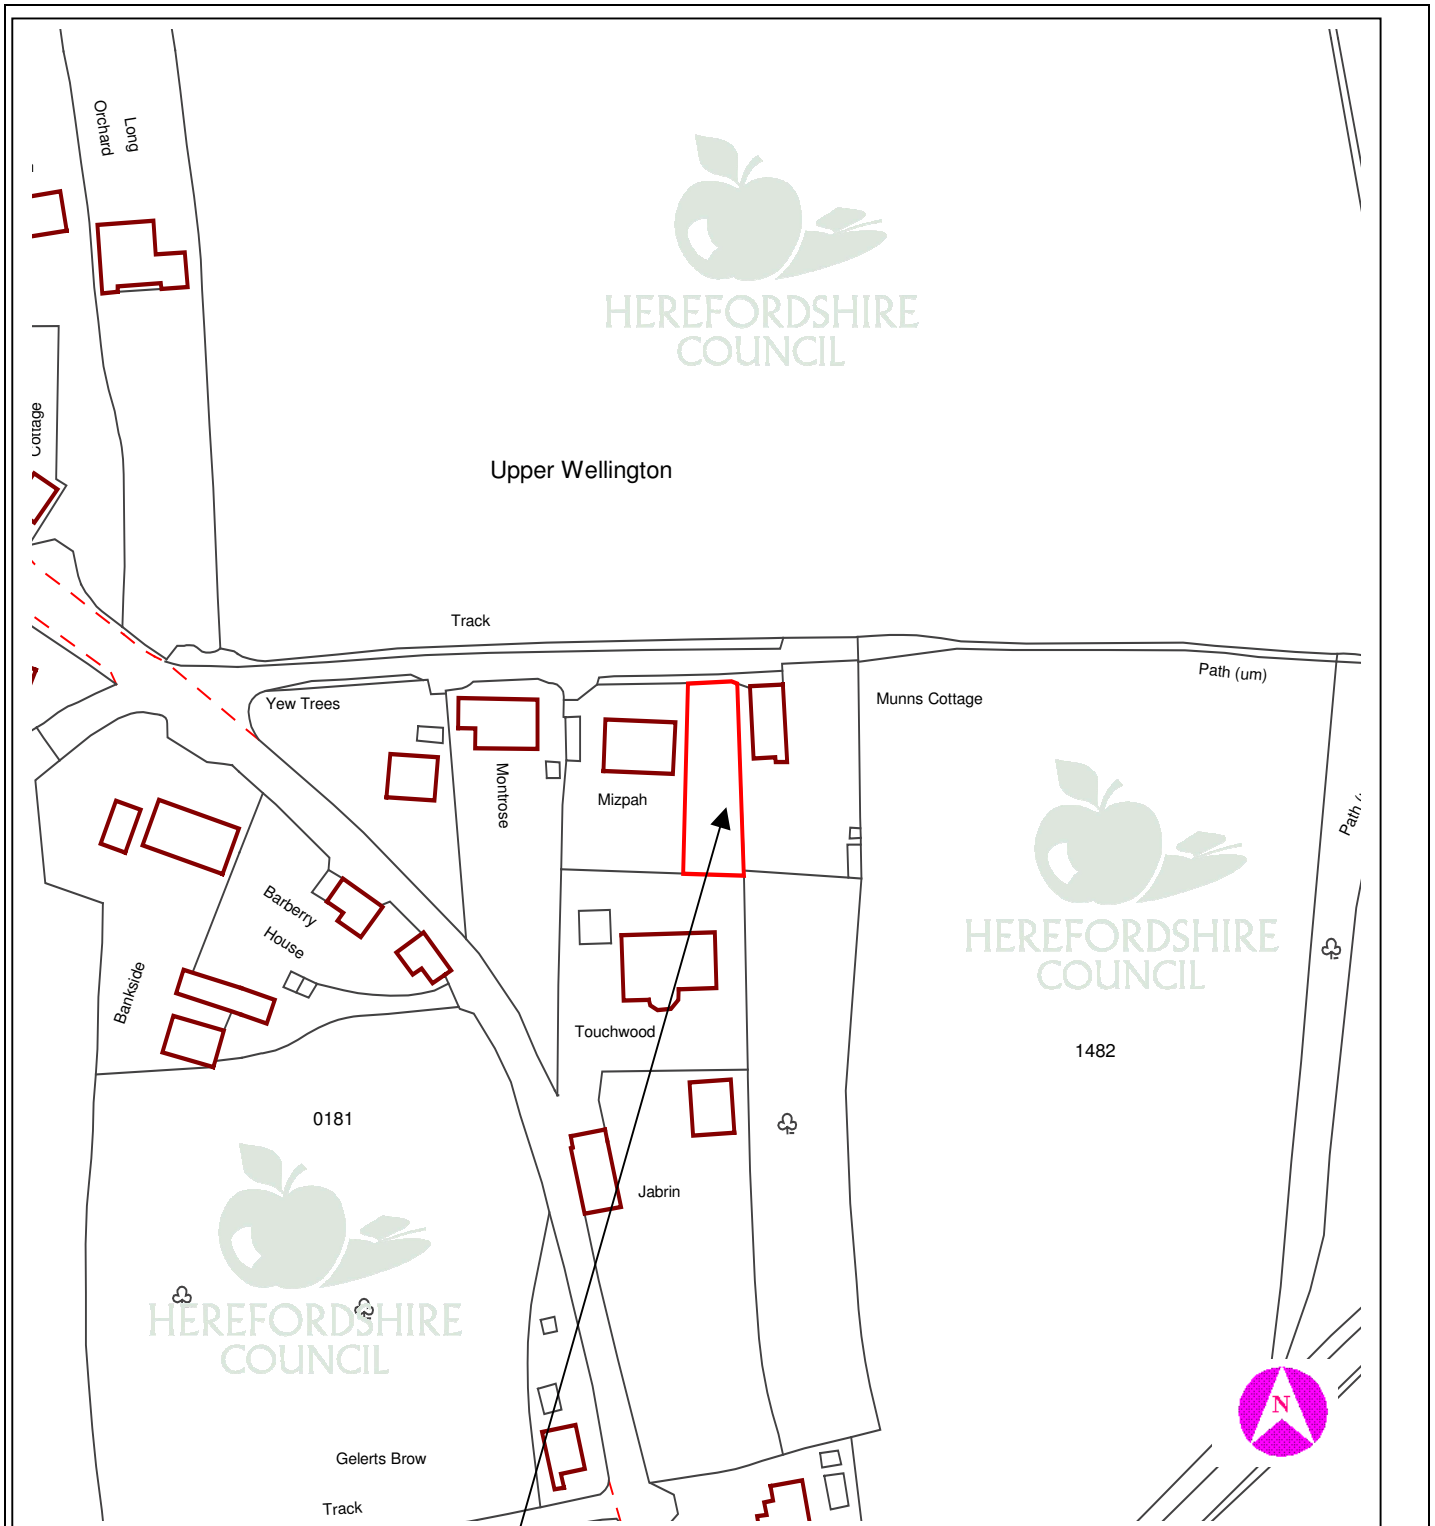 Orchard
Long
HEREFORDSHIRE
COUNCIL
Cottage
Upper Wellington
Track
Path (um)
Yew Trees
Munns Cottage
Montrose
Mizpah
Path
Barberry
House
HEREFORDSHIRE
COUNCIL
Bankside
Touchwood
1482
0181
Jabrin
HEREFORDSHIRE
COUNCIL
N
Gelerts Brow
Track